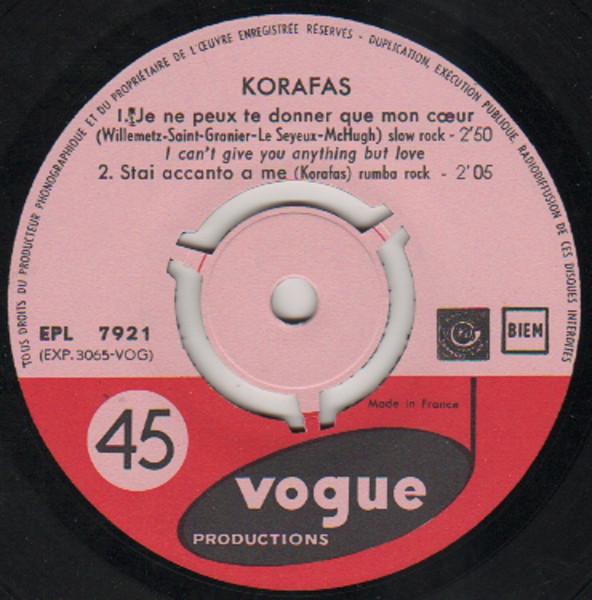 TOUS DROITS DU PRODUCTEUR PHONOGRAPHIQUE ET DU PROPRIÉTAIRE DE L'ŒUVRE ENREGISTRÉE RÉSERVÉS - DUPLICATION, EXÉCUTION PUBLIQUE, RADIODIFFUSION DE CES DISQUES INTERDITES
KORAFAS
1. Je ne peux te donner que mon cœur
(Willemetz-Saint-Granier-Le Seyeux-McHugh) slow rock - 2'50
I can't give you anything but love
2. Stai accanto a me (Korafas) rumba rock - 2'05
EPL 7921
(EXP. 3065-VOG)
BIEM
Made in France
45
vogue
PRODUCTIONS